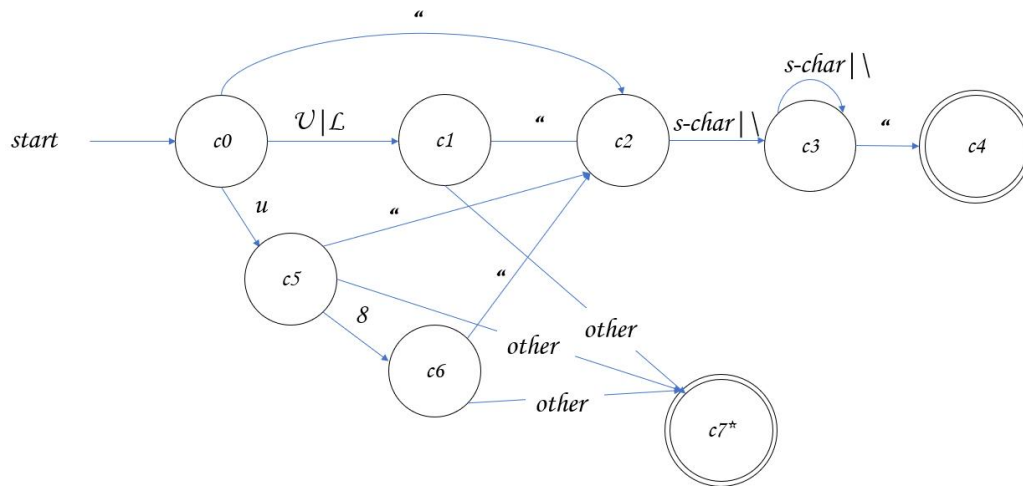 “
s-char|\
start
c0
U|L
c1
“
c2
s-char|\
c3
“
c4
u
“
c5
“
8
other
other
c6
other
c7*